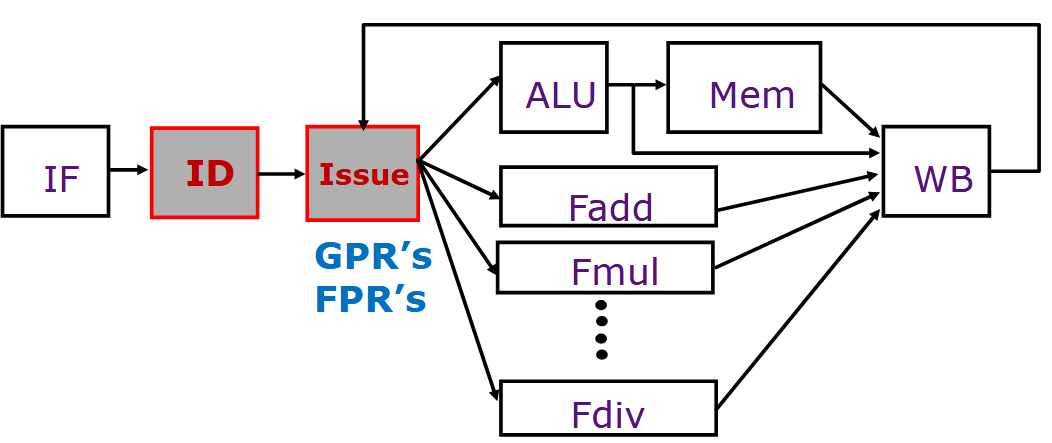 IF
ID
Issue
GPR’s
FPR’s
ALU
Mem
Fadd
Fmul
Fdiv
WB